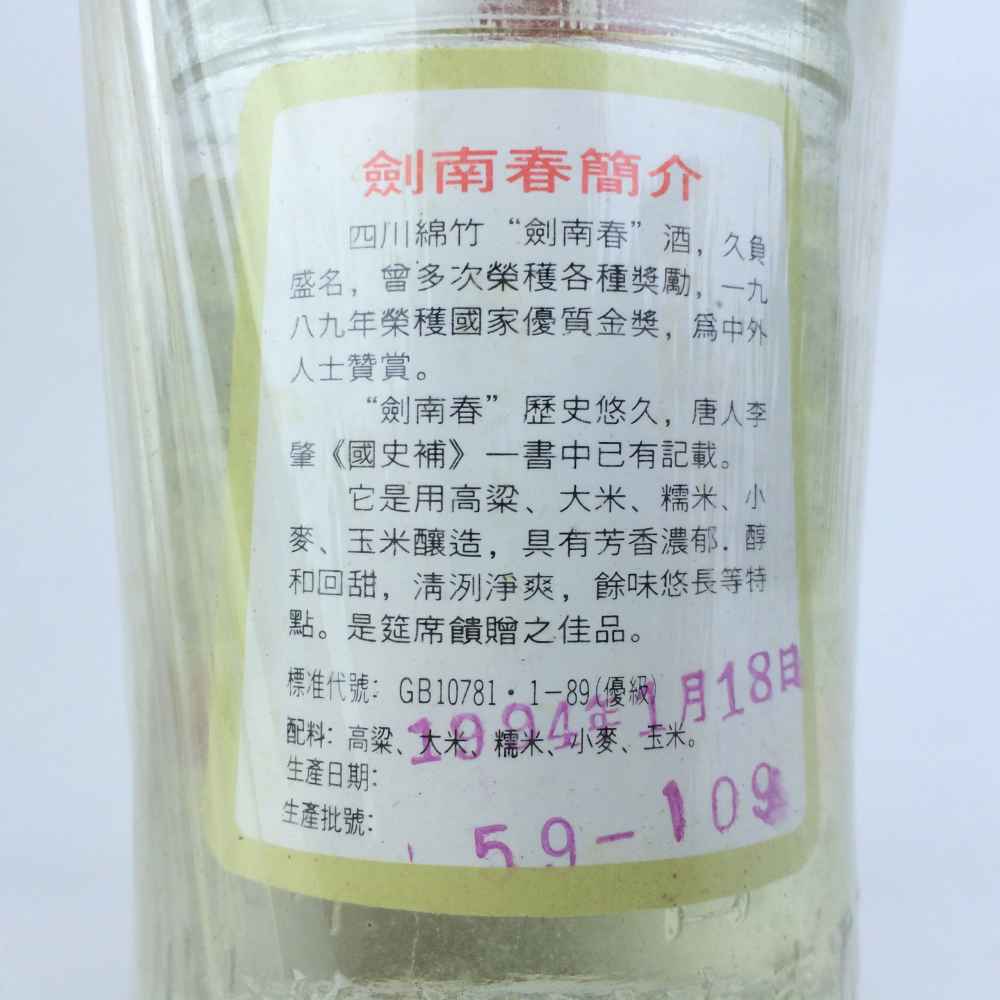 劍南春簡介
四川綿竹“劍南春”酒，久負
盛名，曾多次榮獲各種獎勵，一九
八九年榮獲國家優質金獎，爲中外
人士贊賞。
“劍南春”歷史悠久，唐人李
肇《國史補》一書中已有記載。
它是用高粱、大米、糯米、小
麥、玉米釀造，具有芳香濃郁．醇
和回甜，清洌淨爽，餘味悠長等特
點。是筵席饋贈之佳品。
標准代號：GB10781·1-89(優級)
1994年1月18日
配料：高粱、大米、糯米、小麥、玉米。
生產日期：
生產批號：
59-109